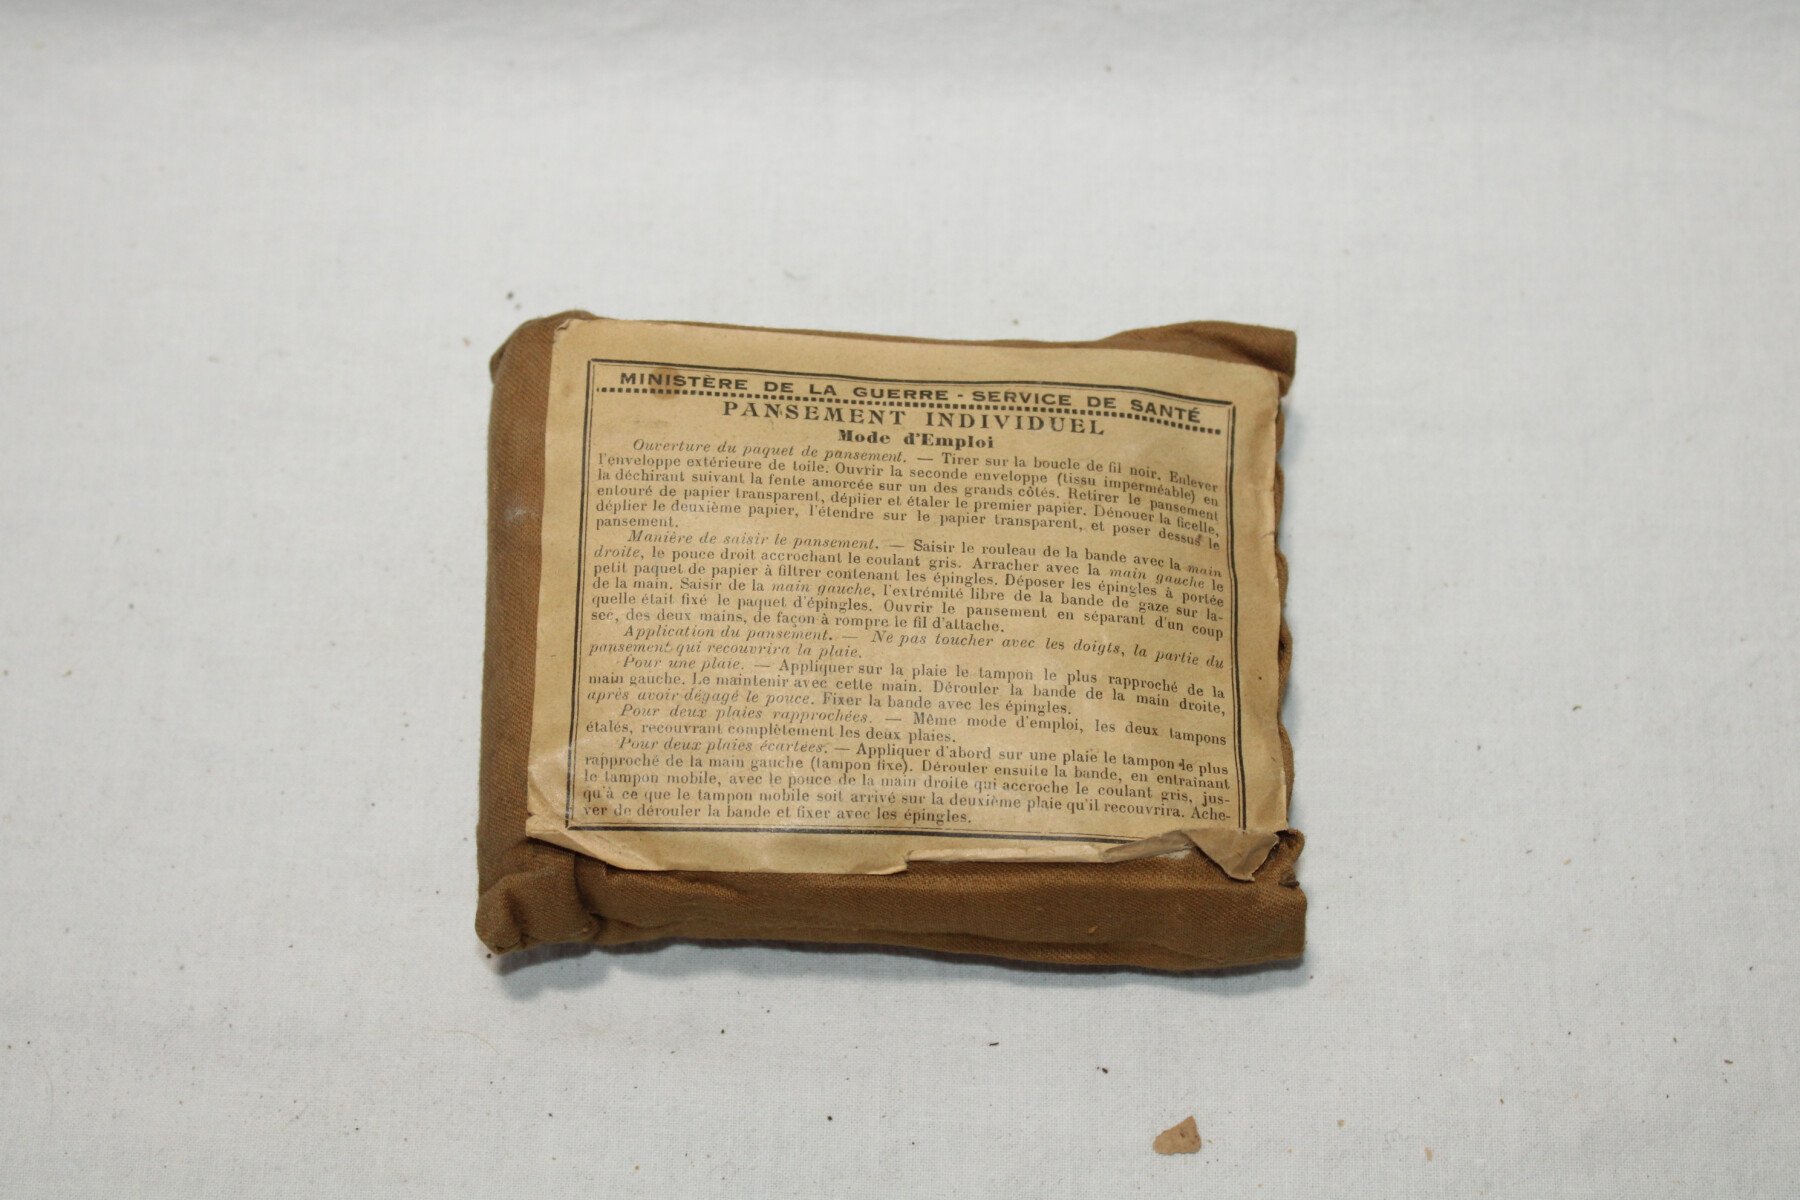 MINISTÈRE DE LA GUERRE - SERVICE DE SANTÉ
PANSEMENT INDIVIDUEL
Mode d'Emploi
Ouverture du paquet de pansement. — Tirer sur la boucle de fil noir. Enlever
l'enveloppe extérieure de toile. Ouvrir la seconde enveloppe (tissu imperméable) en
la déchirant suivant la fente amorcée sur un des grands côtés. Retirer le pansement
entouré de papier transparent, déplier et étaler le premier papier. Dénouer la ficelle,
déplier le deuxième papier, l'étendre sur le papier transparent, et poser dessus le
pansement.
Manière de saisir le pansement. — Saisir le rouleau de la bande avec la main
droite, le pouce droit accrochant le coulant gris. Arracher avec la main gauche le
petit paquet de papier à filtrer contenant les épingles. Déposer les épingles à portée
de la main. Saisir de la main gauche, l'extrémité libre de la bande de gaze sur la-
quelle était fixé le paquet d'épingles. Ouvrir le pansement en séparant d'un coup
sec, des deux mains, de façon à rompre le fil d'attache.
Application du pansement. — Ne pas toucher avec les doigts, la partie du
pansement qui recouvrira la plaie.
Pour une plaie. — Appliquer sur la plaie le tampon le plus rapproché de la
main gauche. Le maintenir avec cette main. Dérouler la bande de la main droite,
après avoir dégagé le pouce. Fixer la bande avec les épingles.
Pour deux plaies rapprochées. — Même mode d'emploi, les deux tampons
étalés, recouvrant complètement les deux plaies.
Pour deux plaies écartées. — Appliquer d'abord sur une plaie le tampon le plus
rapproché de la main gauche (tampon fixe). Dérouler ensuite la bande, en entraînant
le tampon mobile, avec le pouce de la main droite qui accroche le coulant gris, jus-
qu'à ce que le tampon mobile soit arrivé sur la deuxième plaie qu'il recouvrira. Ache-
ver de dérouler la bande et fixer avec les épingles.